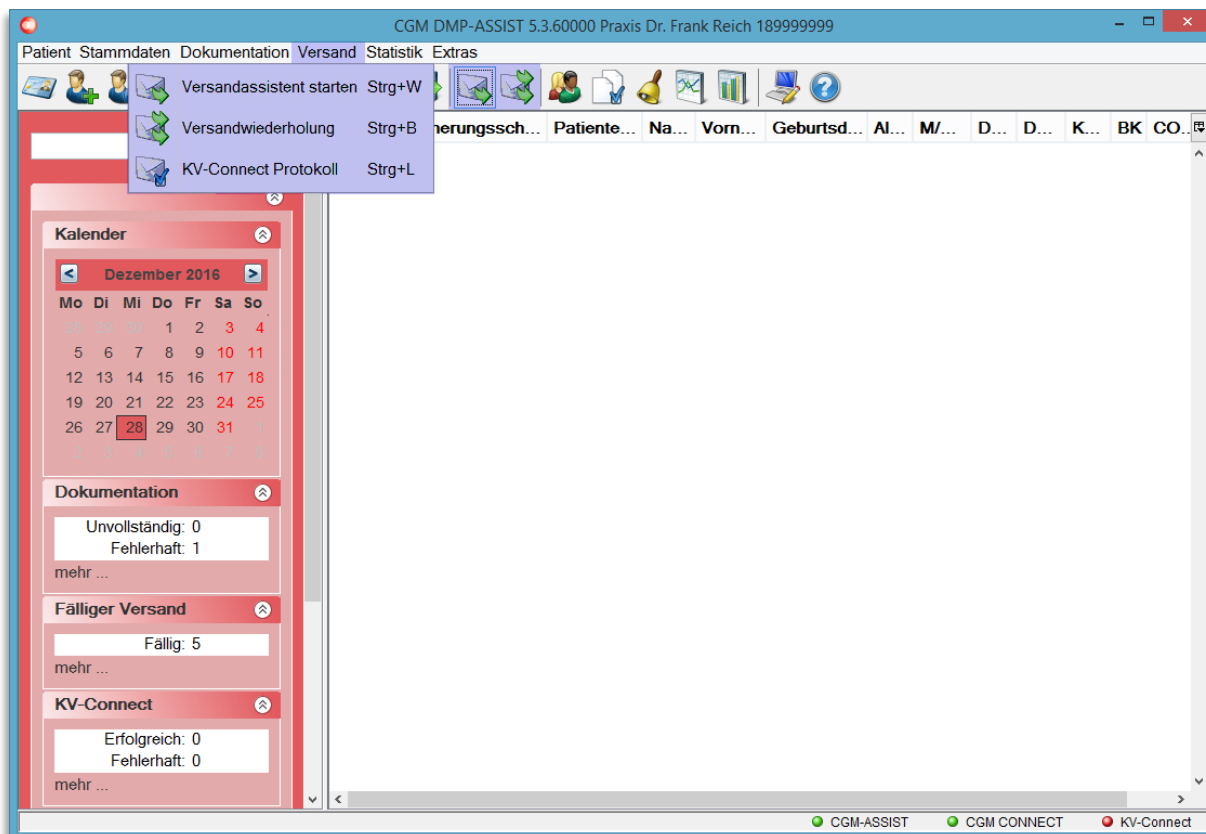 CGM DMP-ASSIST 5.3.60000 Praxis Dr. Frank Reich 189999999
Patient Stammdaten Dokumentation Versand Statistik Extras
Versandassistent starten Strg+W
Versandwiederholung Strg+B
KV-Connect Protokoll Strg+L
nerungssch... Patiente... Na... Vorn... Geburtsd... Al... M/... D... D... K... BK CO..
Kalender
Dezember 2016
Mo Di Mi Do Fr Sa So
1 2 3 4
5 6 7 8 9 10 11
12 13 14 15 16 17 18
19 20 21 22 23 24 25
26 27 28 29 30 31
Dokumentation
Unvollständig: 0
Fehlerhaft: 1
mehr ...
Fälliger Versand
Fällig: 5
mehr ...
KV-Connect
Erfolgreich: 0
Fehlerhaft: 0
mehr ...
CGM-ASSIST CGM CONNECT KV-Connect